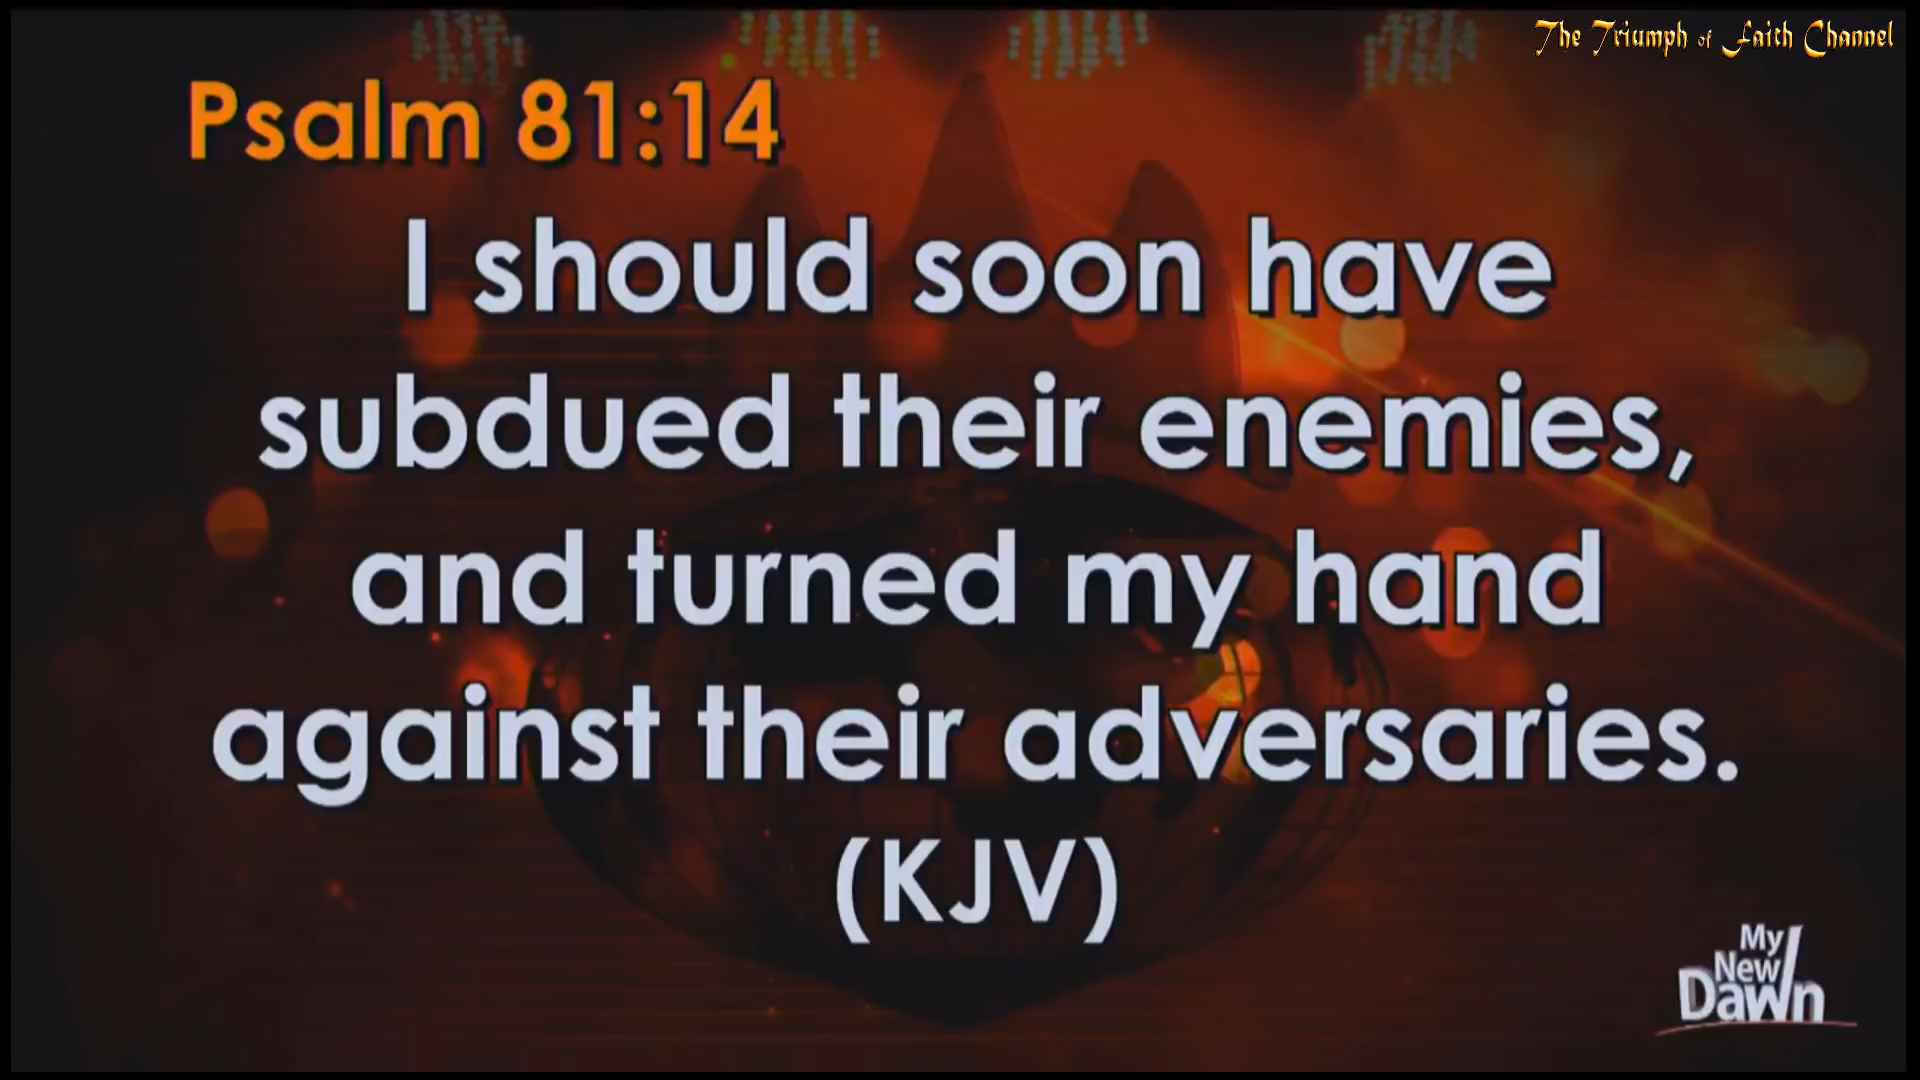 The Triumph of Faith Channel
Psalm 81:14
I should soon have
subdued their enemies,
and turned my hand
against their adversaries.
(KJV)
My
New
Dawn